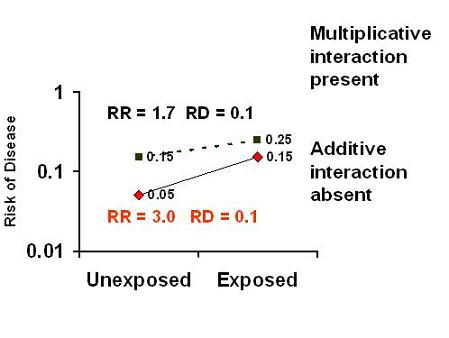 Multiplicative
interaction
present
1
RR = 1.7 RD = 0.1
0.25
0.15
Additive
interaction
absent
0.15
0.1
0.05
RR = 3.0 RD = 0.1
0.01
Risk of Disease
Unexposed Exposed